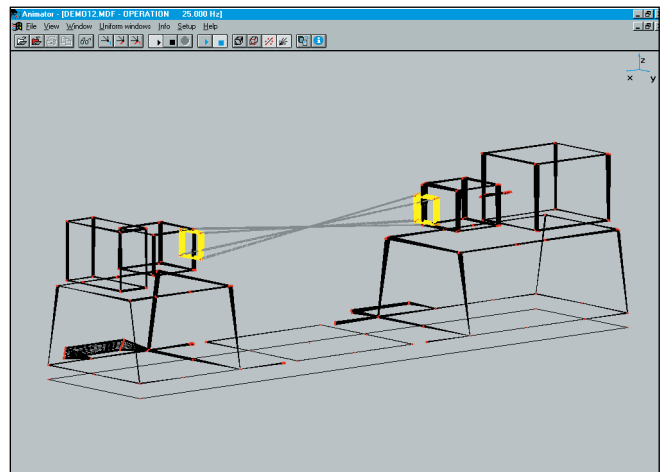 Animator - [DEMO12.MDF - OPERATION 25,000 Hz]
File View Window Uniform windows Info Setup Help
z
x y